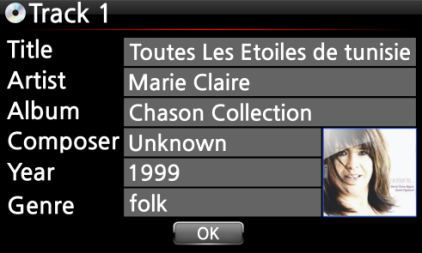 Track 1
Title Toutes Les Etoiles de tunisie
Artist Marie Claire
Album Chason Collection
Composer Unknown
Year 1999
Genre folk
OK